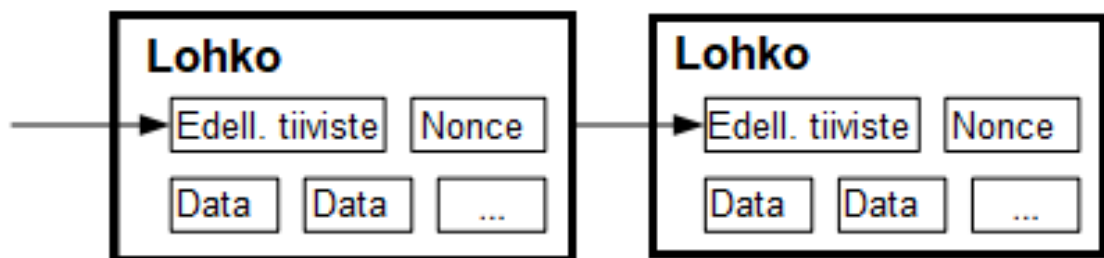 Lohko
Edell. tiiviste Nonce
Data Data ...
Lohko
Edell. tiiviste Nonce
Data Data ...